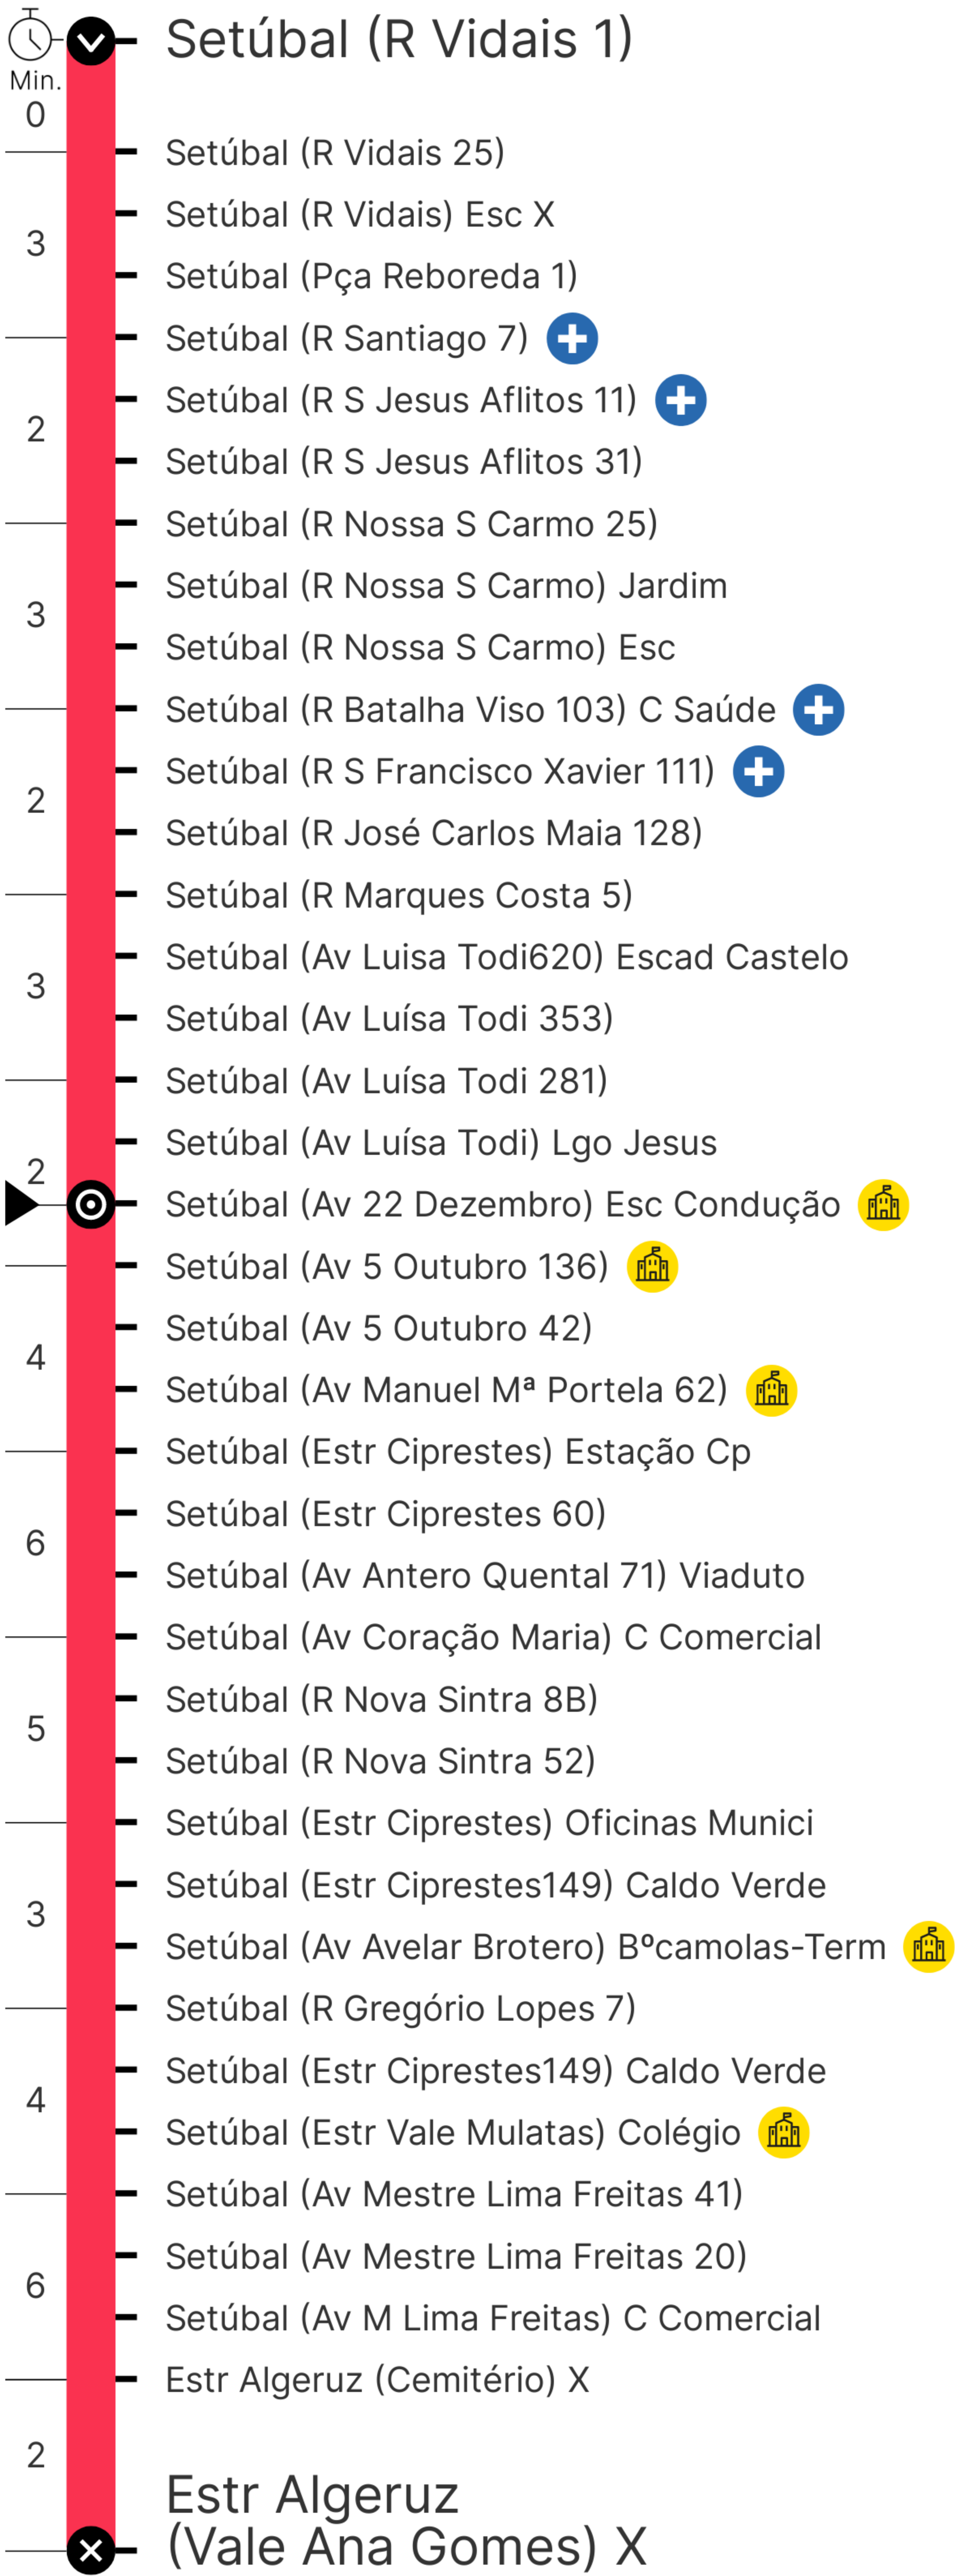 Setúbal (R Vidais 1)
Min.
0
Setúbal (R Vidais 25)
Setúbal (R Vidais) Esc X
3
Setúbal (Pça Reboreda 1)
Setúbal (R Santiago 7)
Setúbal (R S Jesus Aflitos 11)
2
Setúbal (R S Jesus Aflitos 31)
Setúbal (R Nossa S Carmo 25)
Setúbal (R Nossa S Carmo) Jardim
3
Setúbal (R Nossa S Carmo) Esc
Setúbal (R Batalha Viso 103) C Saúde
Setúbal (R S Francisco Xavier 111)
2
Setúbal (R José Carlos Maia 128)
Setúbal (R Marques Costa 5)
Setúbal (Av Luisa Todi620) Escad Castelo
3
Setúbal (Av Luísa Todi 353)
Setúbal (Av Luísa Todi 281)
Setúbal (Av Luísa Todi) Lgo Jesus
2
Setúbal (Av 22 Dezembro) Esc Condução
Setúbal (Av 5 Outubro 136)
Setúbal (Av 5 Outubro 42)
4
Setúbal (Av Manuel Mª Portela 62)
Setúbal (Estr Ciprestes) Estação Cp
Setúbal (Estr Ciprestes 60)
6
Setúbal (Av Antero Quental 71) Viaduto
Setúbal (Av Coração Maria) C Comercial
Setúbal (R Nova Sintra 8B)
5
Setúbal (R Nova Sintra 52)
Setúbal (Estr Ciprestes) Oficinas Munici
Setúbal (Estr Ciprestes149) Caldo Verde
3
Setúbal (Av Avelar Brotero) Bºcamolas-Term
Setúbal (R Gregório Lopes 7)
Setúbal (Estr Ciprestes149) Caldo Verde
4
Setúbal (Estr Vale Mulatas) Colégio
Setúbal (Av Mestre Lima Freitas 41)
Setúbal (Av Mestre Lima Freitas 20)
6
Setúbal (Av M Lima Freitas) C Comercial
Estr Algeruz (Cemitério) X
2
Estr Algeruz
(Vale Ana Gomes) X